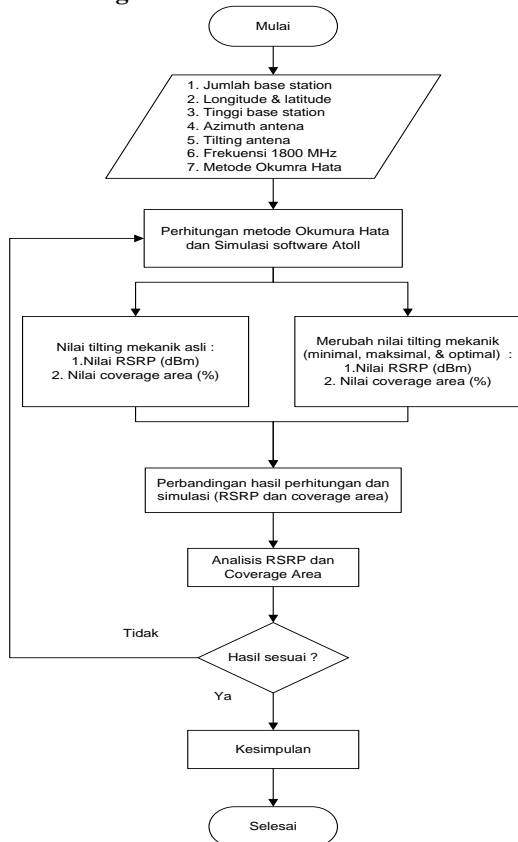 Mulai
1. Jumlah base station
2. Longitude & latitude
3. Tinggi base station
4. Azimuth antena
5. Tilting antena
6. Frekuensi 1800 MHz
7. Metode Okumra Hata
Perhitungan metode Okumura Hata
dan Simulasi software Atoll
Nilai tilting mekanik asli :
1.Nilai RSRP (dBm)
2. Nilai coverage area (%)
Merubah nilai tilting mekanik
(minimal, maksimal, & optimal) :
1.Nilai RSRP (dBm)
2. Nilai coverage area (%)
Perbandingan hasil perhitungan dan
simulasi (RSRP dan coverage area)
Analisis RSRP dan
Coverage Area
Tidak
Hasil sesuai ?
Ya
Kesimpulan
Selesai